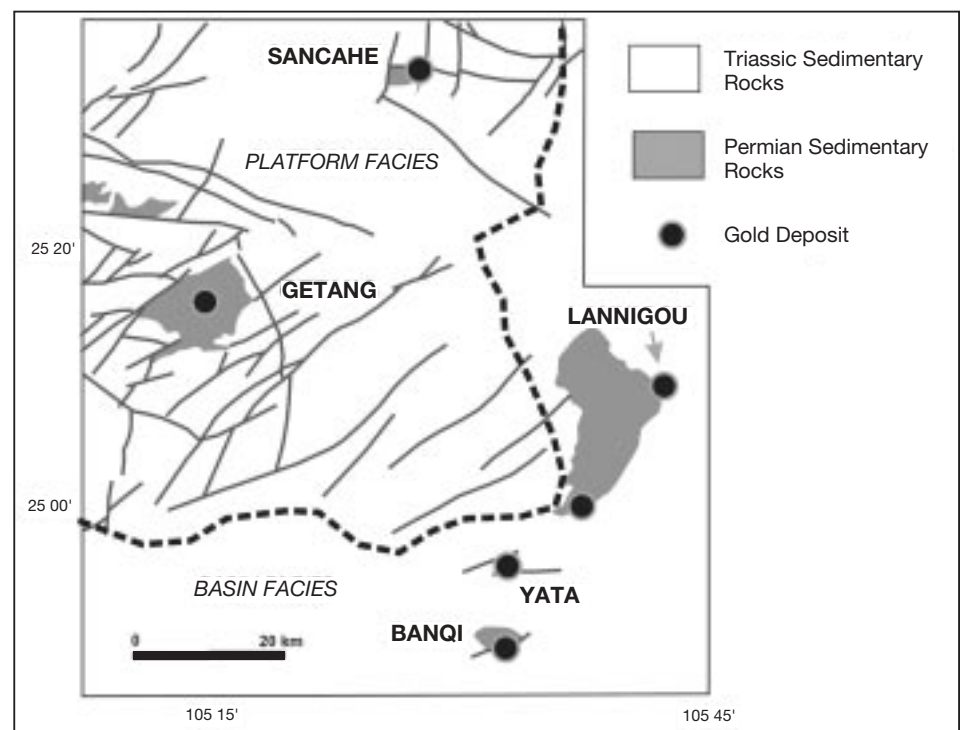 SANCAHE
Triassic Sedimentary
Rocks
Permian Sedimentary
Rocks
PLATFORM FACIES
25 20'
Gold Deposit
GETANG
LANNIGOU
25 00'
BASIN FACIES
YATA
BANQI
0 20 km
105 15'
105 45'